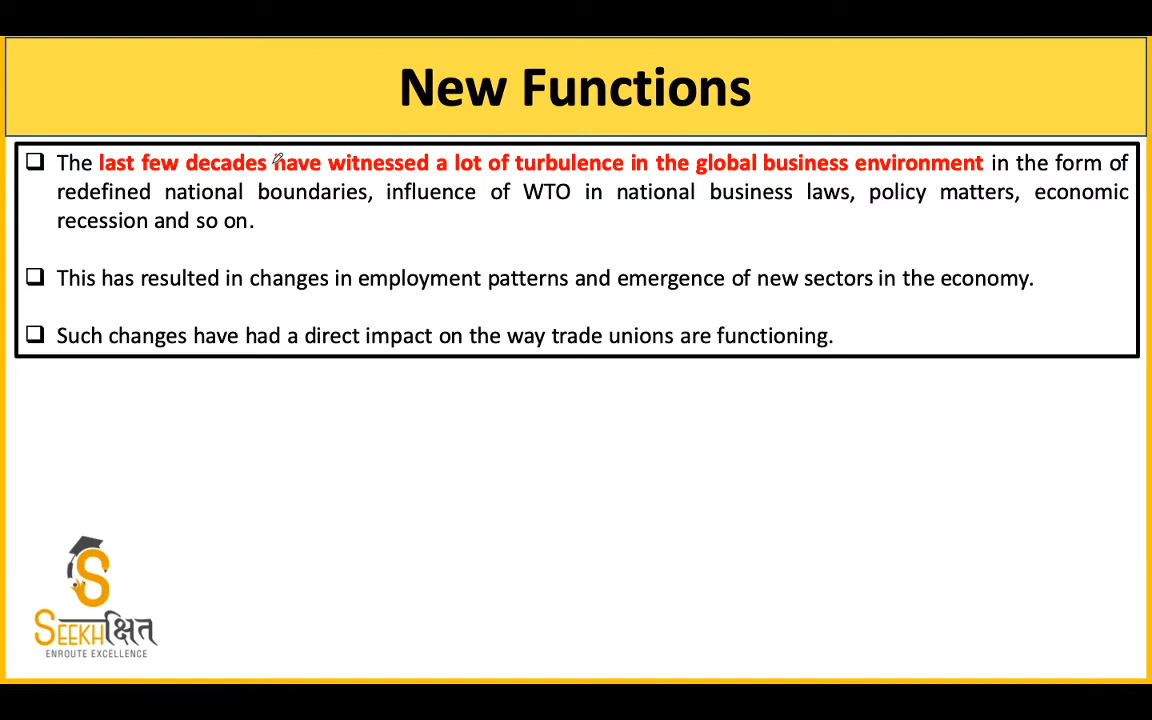 New Functions
❑ The last few decades have witnessed a lot of turbulence in the global business environment in the form of
redefined national boundaries, influence of WTO in national business laws, policy matters, economic
recession and so on.
❑ This has resulted in changes in employment patterns and emergence of new sectors in the economy.
❑ Such changes have had a direct impact on the way trade unions are functioning.
S
SEEKHक्षित
ENROUTE EXCELLENCE